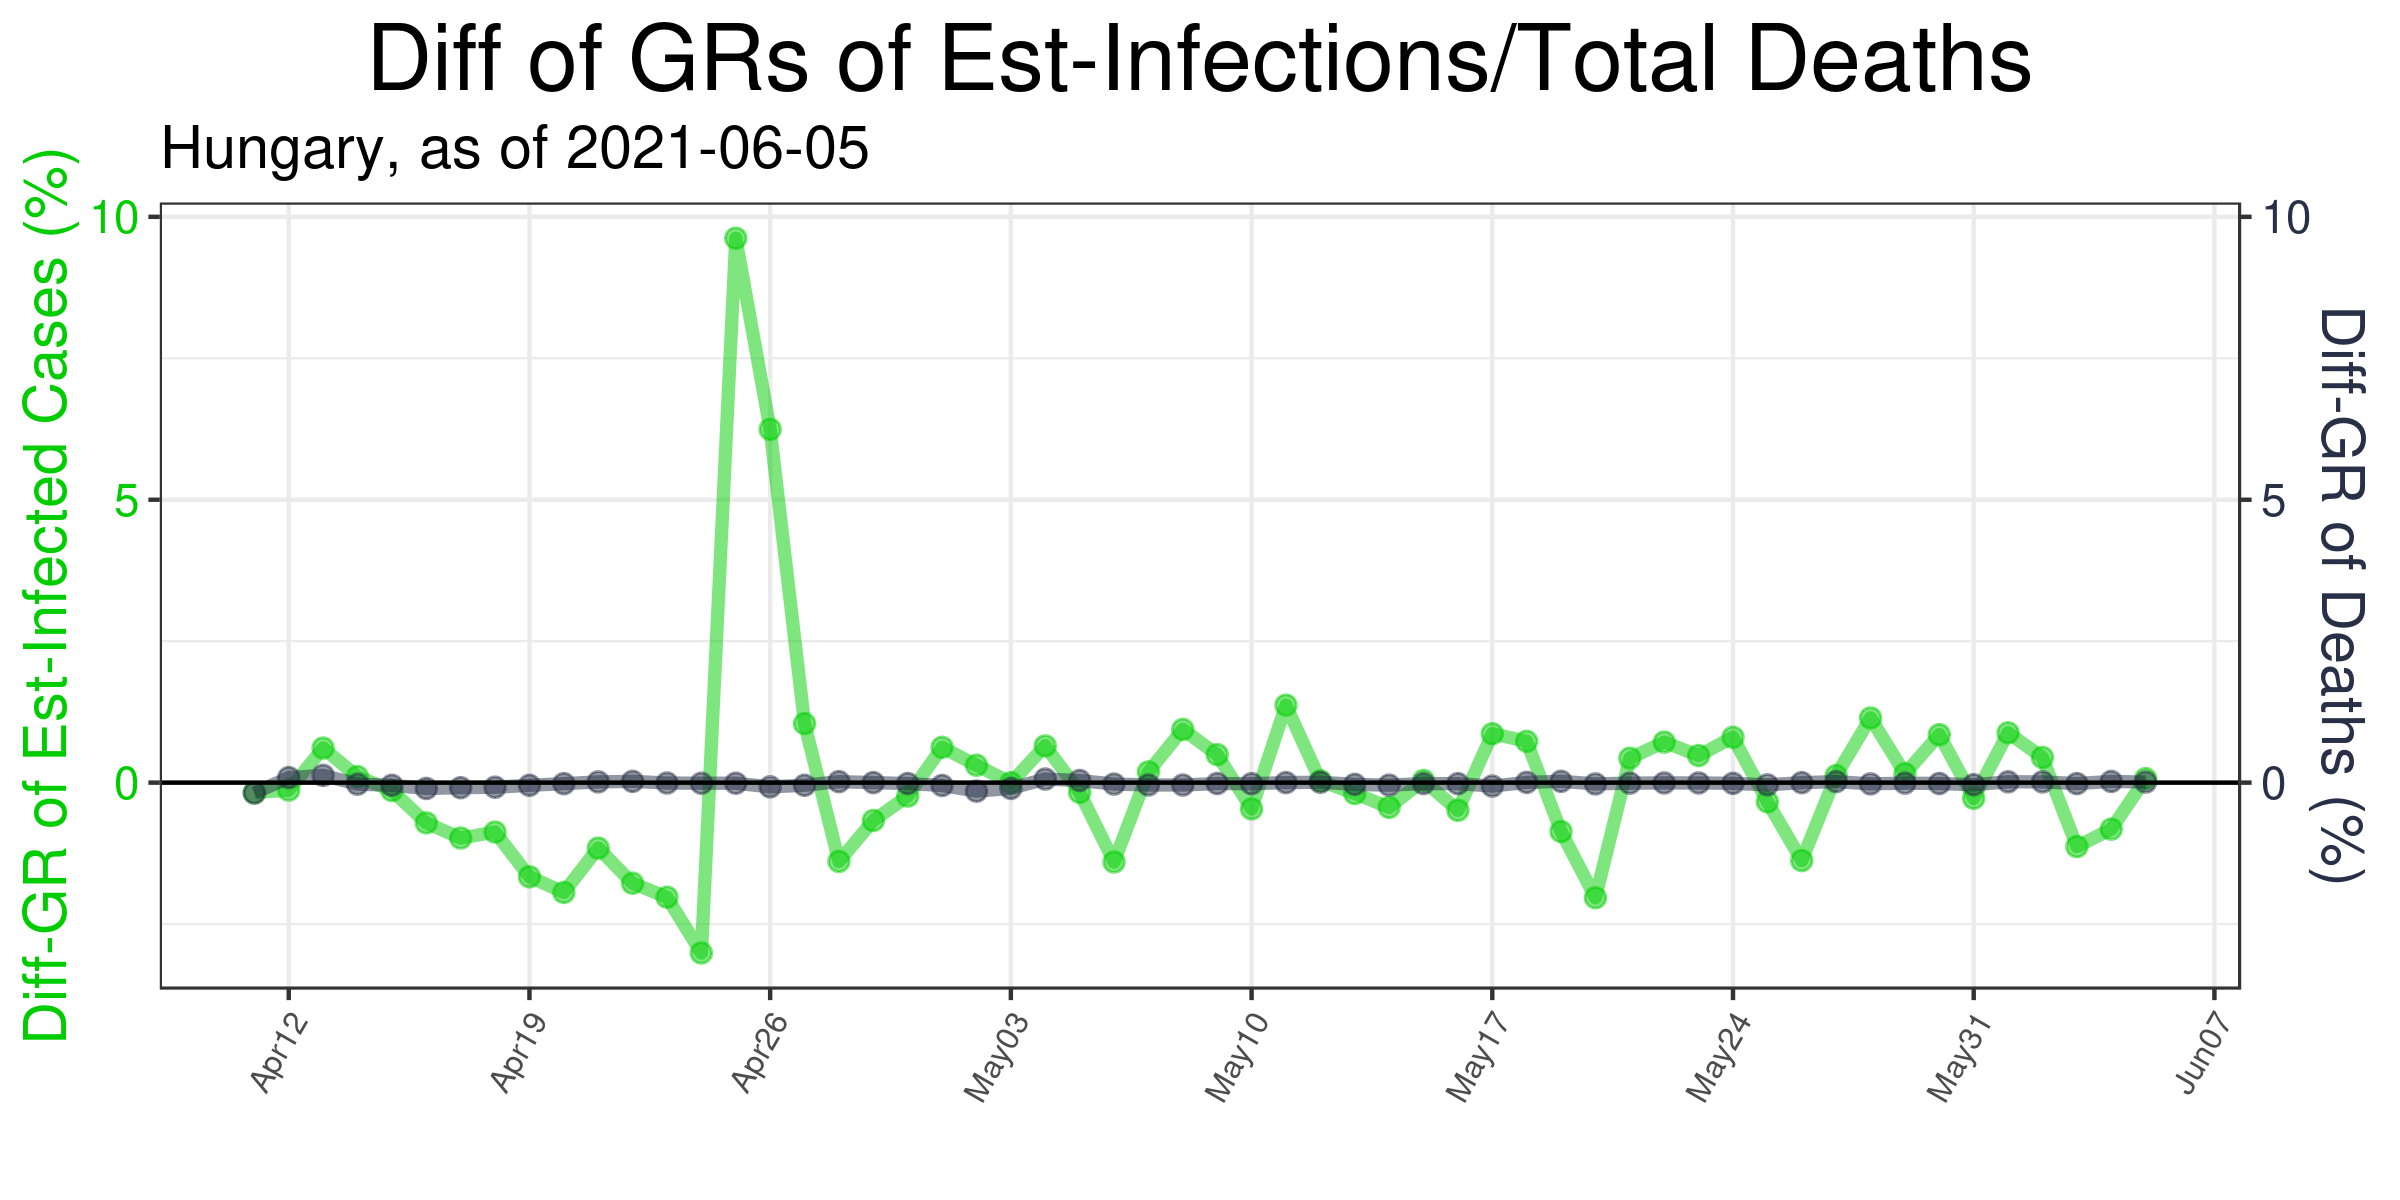 Diff of GRs of Est-Infections/Total Deaths
Hungary, as of 2021-06-05
Diff-GR of Est-Infected Cases (%)
10
5
0
10
5
0
Diff-GR of Deaths (%)
Apr12
Apr19
Apr26
May03
May10
May17
May24
May31
Jun07